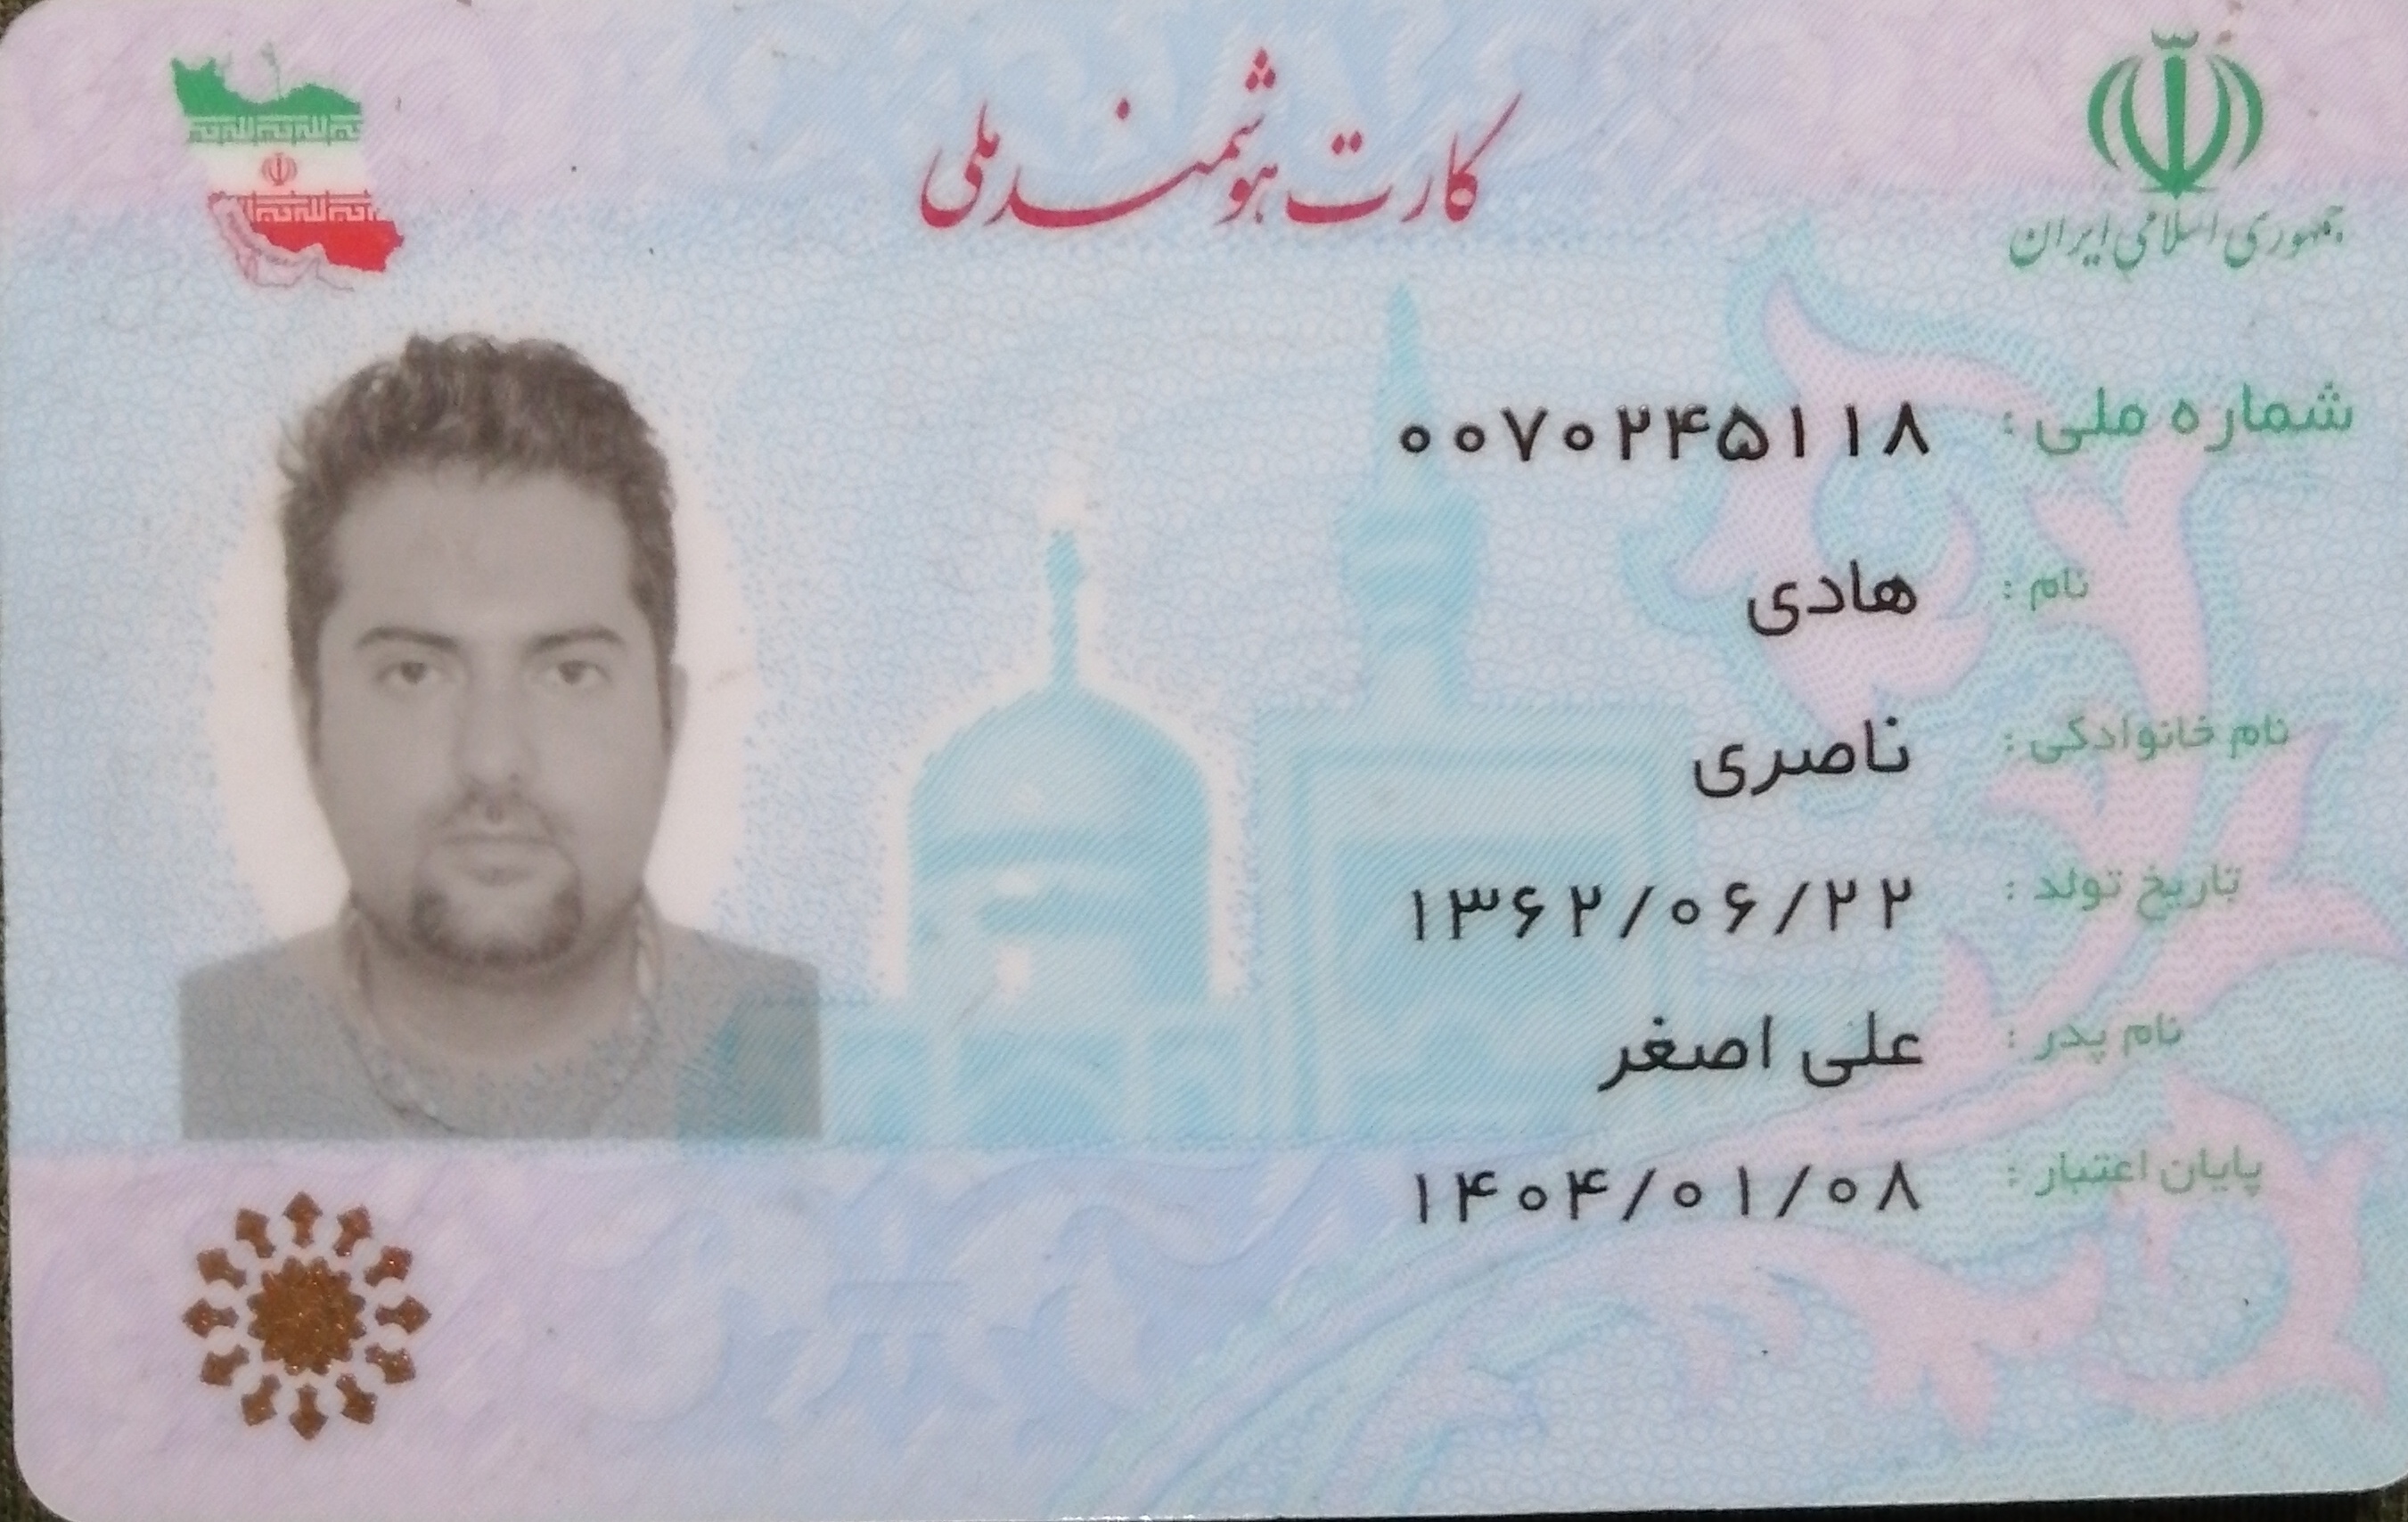 جمهوری اسلامی ایران
کارت هوشمند ملی
شماره ملی : ۰۰۷۰۲۴۵۱۱۸
نام : هادی
نام خانوادگی : ناصری
تاریخ تولد : ۱۳۶۲/۰۶/۲۲
نام پدر : علی اصغر
پایان اعتبار : ۱۴۰۴/۰۱/۰۸